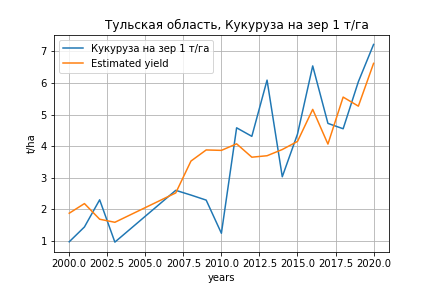 Тульская область, Кукуруза на зер 1 т/га
Кукуруза на зер 1 т/га
Estimated yield
t/ha
7
6
5
4
3
2
1
2000.0 2002.5 2005.0 2007.5 2010.0 2012.5 2015.0 2017.5 2020.0
years